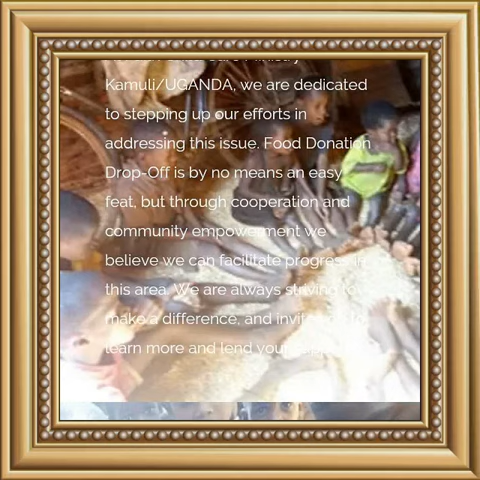 Kamuli/UGANDA, we are dedicated
to stepping up our efforts in
addressing this issue. Food Donation
Drop-Off is by no means an easy
feat, but through cooperation and
community empowerment we
believe we can facilitate progress in
this area. We are always striving to
make a difference, and invite you to
learn more and lend your